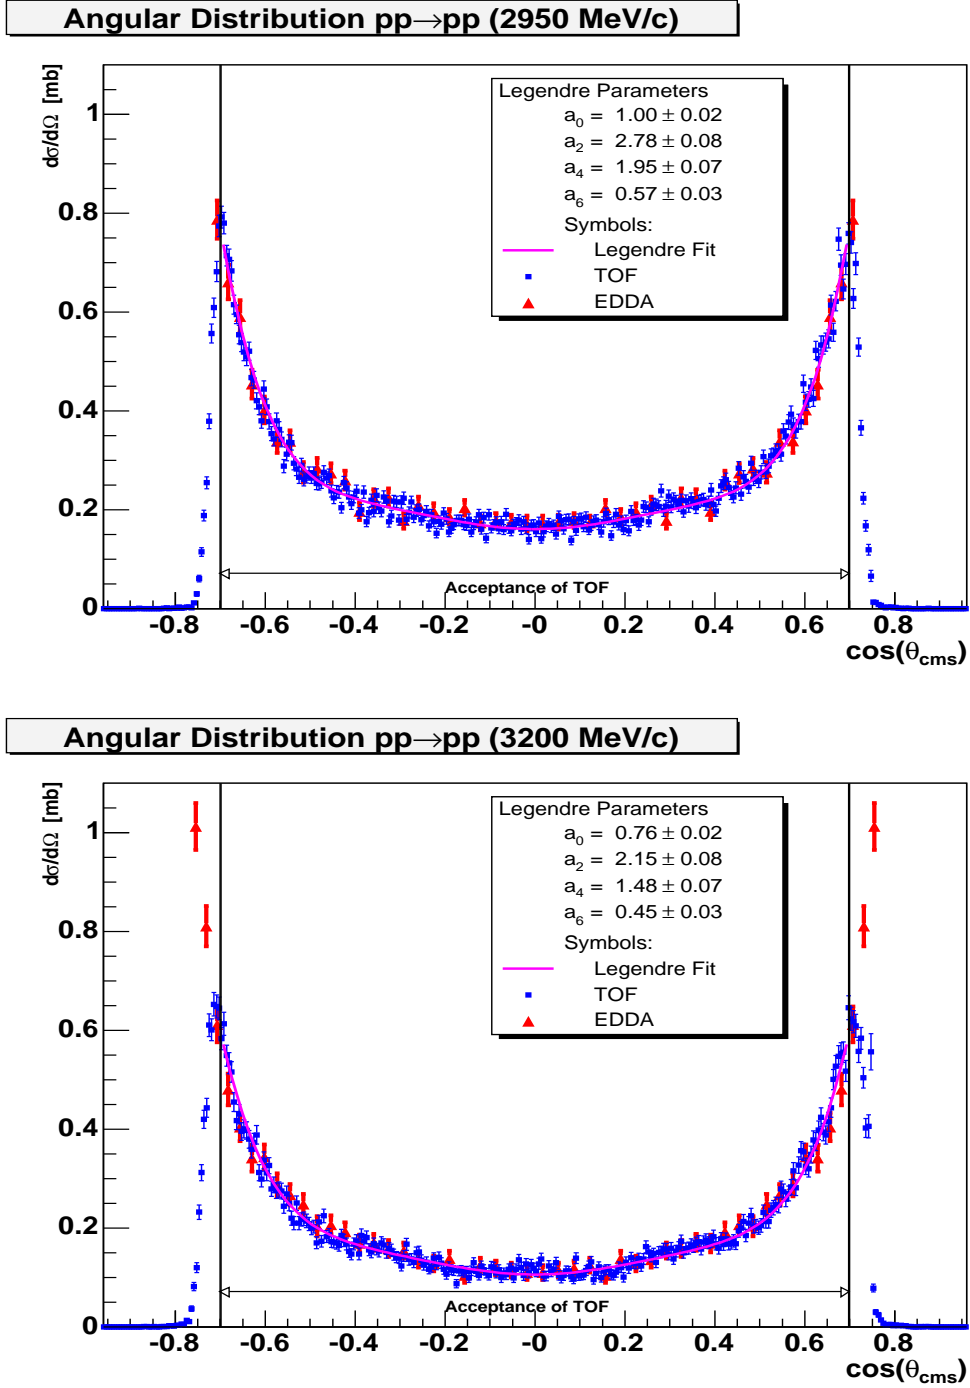 Angular Distribution pp→pp (2950 MeV/c)
dσ/dΩ [mb]
1
0.8
0.6
0.4
0.2
0
Legendre Parameters
a0 = 1.00 ± 0.02
a2 = 2.78 ± 0.08
a4 = 1.95 ± 0.07
a6 = 0.57 ± 0.03
Symbols:
Legendre Fit
TOF
EDDA
Acceptance of TOF
-0.8 -0.6 -0.4 -0.2 -0 0.2 0.4 0.6 0.8
cos(θcms)
Angular Distribution pp→pp (3200 MeV/c)
dσ/dΩ [mb]
1
0.8
0.6
0.4
0.2
0
Legendre Parameters
a0 = 0.76 ± 0.02
a2 = 2.15 ± 0.08
a4 = 1.48 ± 0.07
a6 = 0.45 ± 0.03
Symbols:
Legendre Fit
TOF
EDDA
Acceptance of TOF
-0.8 -0.6 -0.4 -0.2 -0 0.2 0.4 0.6 0.8
cos(θcms)